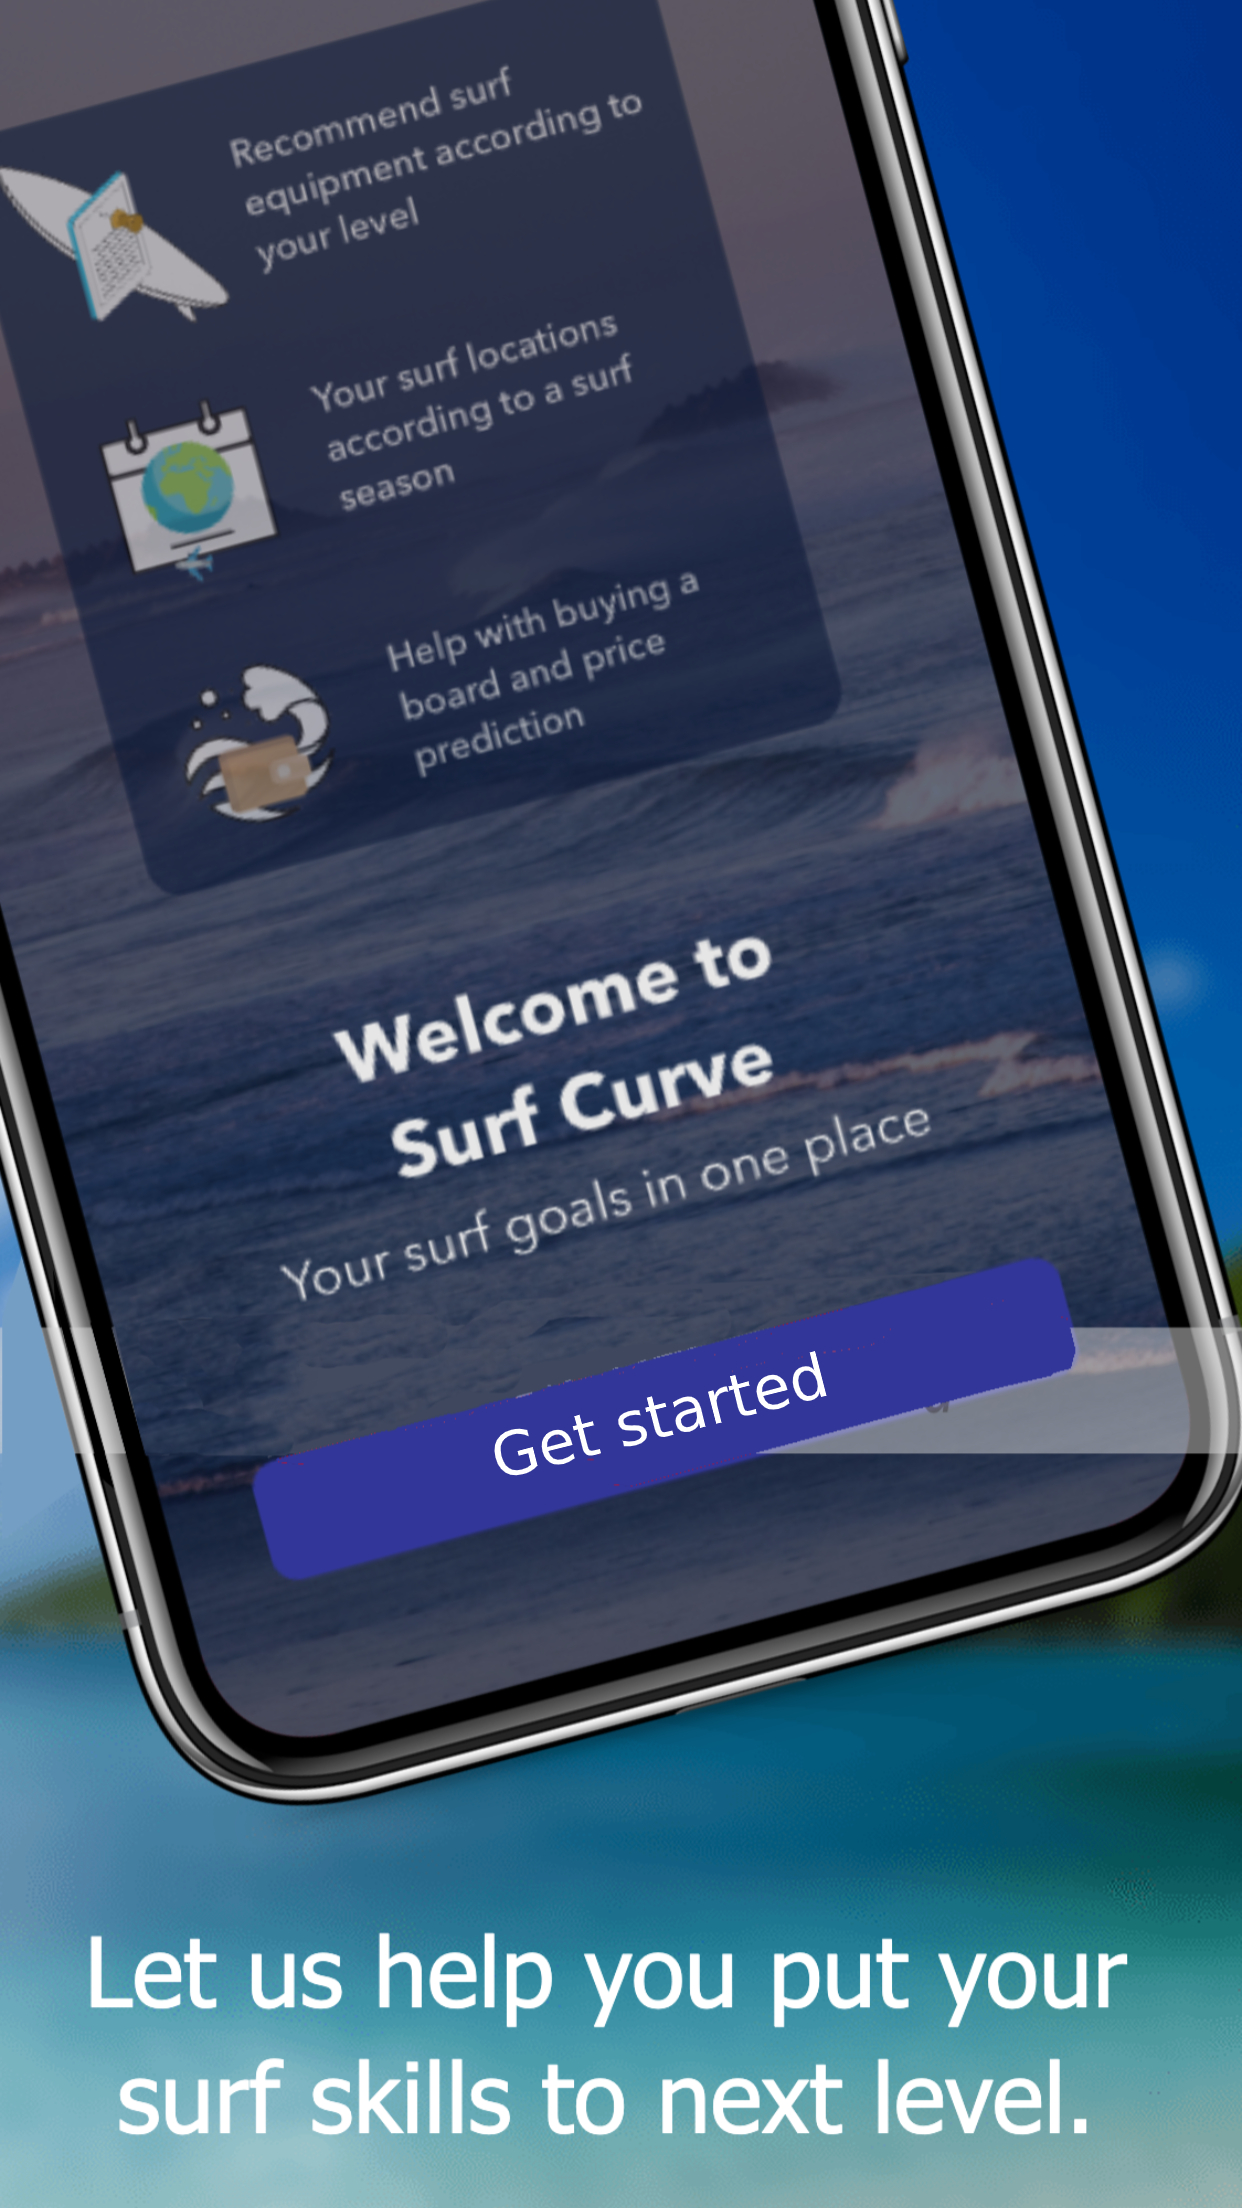 Recommend surf
equipment according to
your level
Your surf locations
according to a surf
season
Help with buying a
board and price
prediction
Welcome to
Surf Curve
Your surf goals in one place
Get started
Let us help you put your
surf skills to next level.